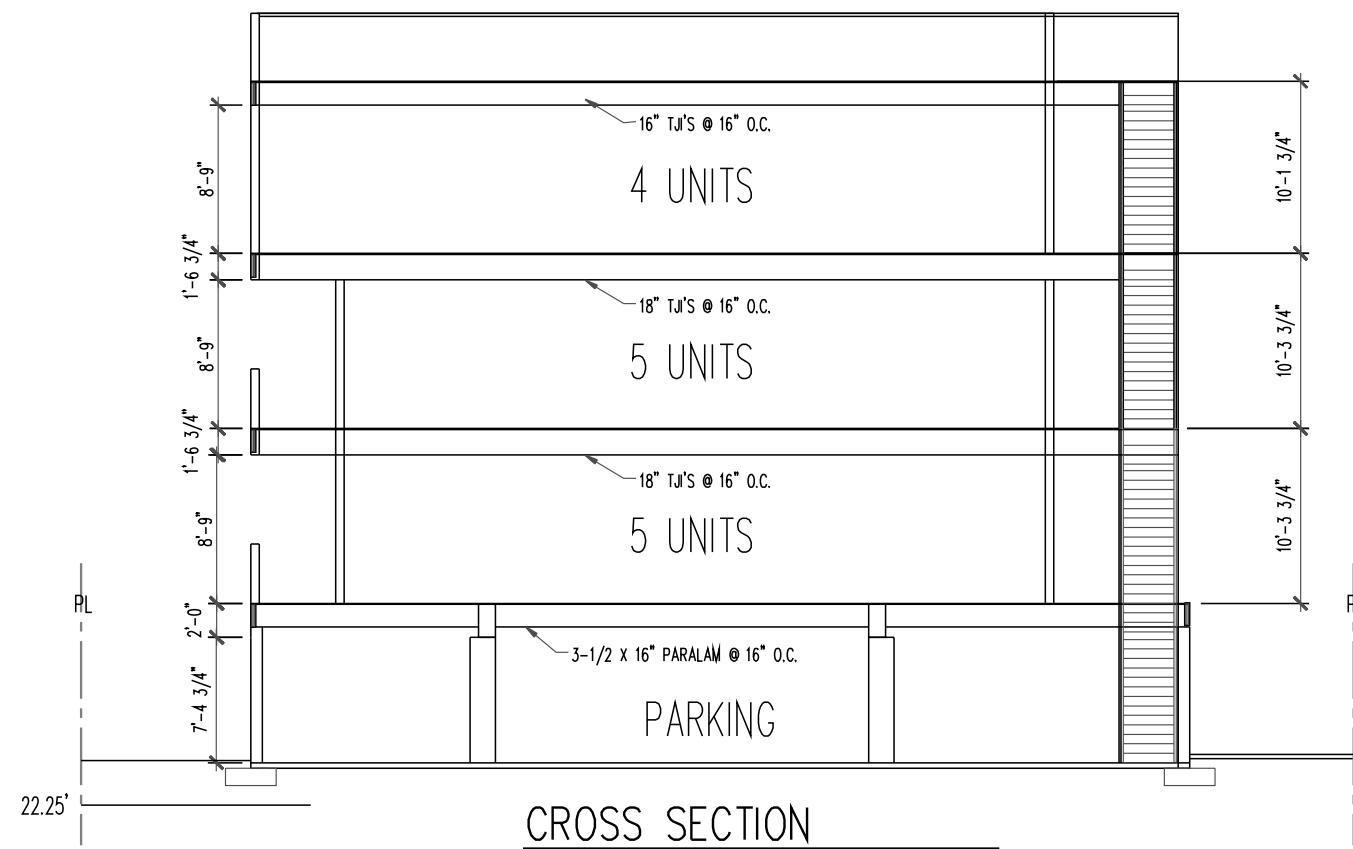 16" TJI'S @ 16" O.C.
8'-9"
10'-1 3/4"
4 UNITS
1'-6 3/4"
18" TJI'S @ 16" O.C.
8'-9"
10'-3 3/4"
5 UNITS
1'-6 3/4"
18" TJI'S @ 16" O.C.
8'-9"
10'-3 3/4"
5 UNITS
PL
2'-0"
3-1/2 X 16" PARALAM @ 16" O.C.
7'-4 3/4"
PARKING
22.25'
CROSS SECTION